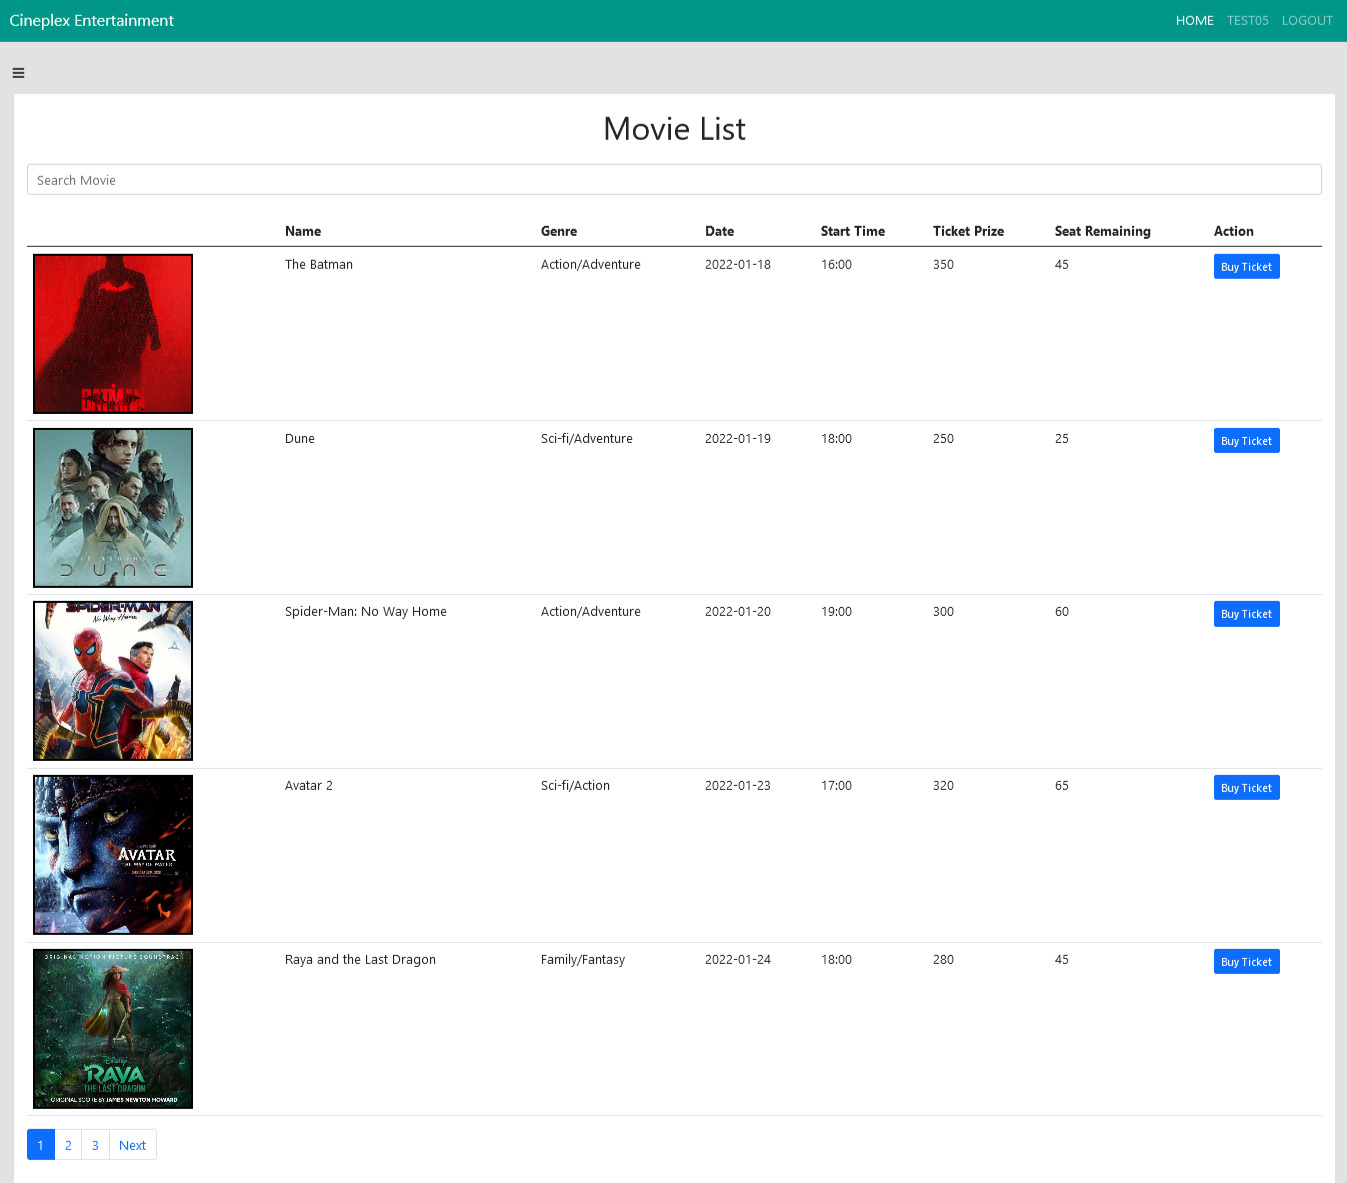 Cineplex Entertainment HOME TEST05 LOGOUT
Movie List
Search Movie
Name Genre Date Start Time Ticket Prize Seat Remaining Action
The Batman Action/Adventure 2022-01-18 16:00 350 45 Buy Ticket
BATMAN
Dune Sci-fi/Adventure 2022-01-19 18:00 250 25 Buy Ticket
DUNE
Spider-Man: No Way Home Action/Adventure 2022-01-20 19:00 300 60 Buy Ticket
SPIDER-MAN
No Way Home
Avatar 2 Sci-fi/Action 2022-01-23 17:00 320 65 Buy Ticket
AVATAR
THE WAY OF WATER
Raya and the Last Dragon Family/Fantasy 2022-01-24 18:00 280 45 Buy Ticket
ORIGINAL MOTION PICTURE SOUNDTRACK
Disney
RAYA
THE LAST DRAGON
ORIGINAL SCORE BY JAMES NEWTON HOWARD
1 2 3 Next